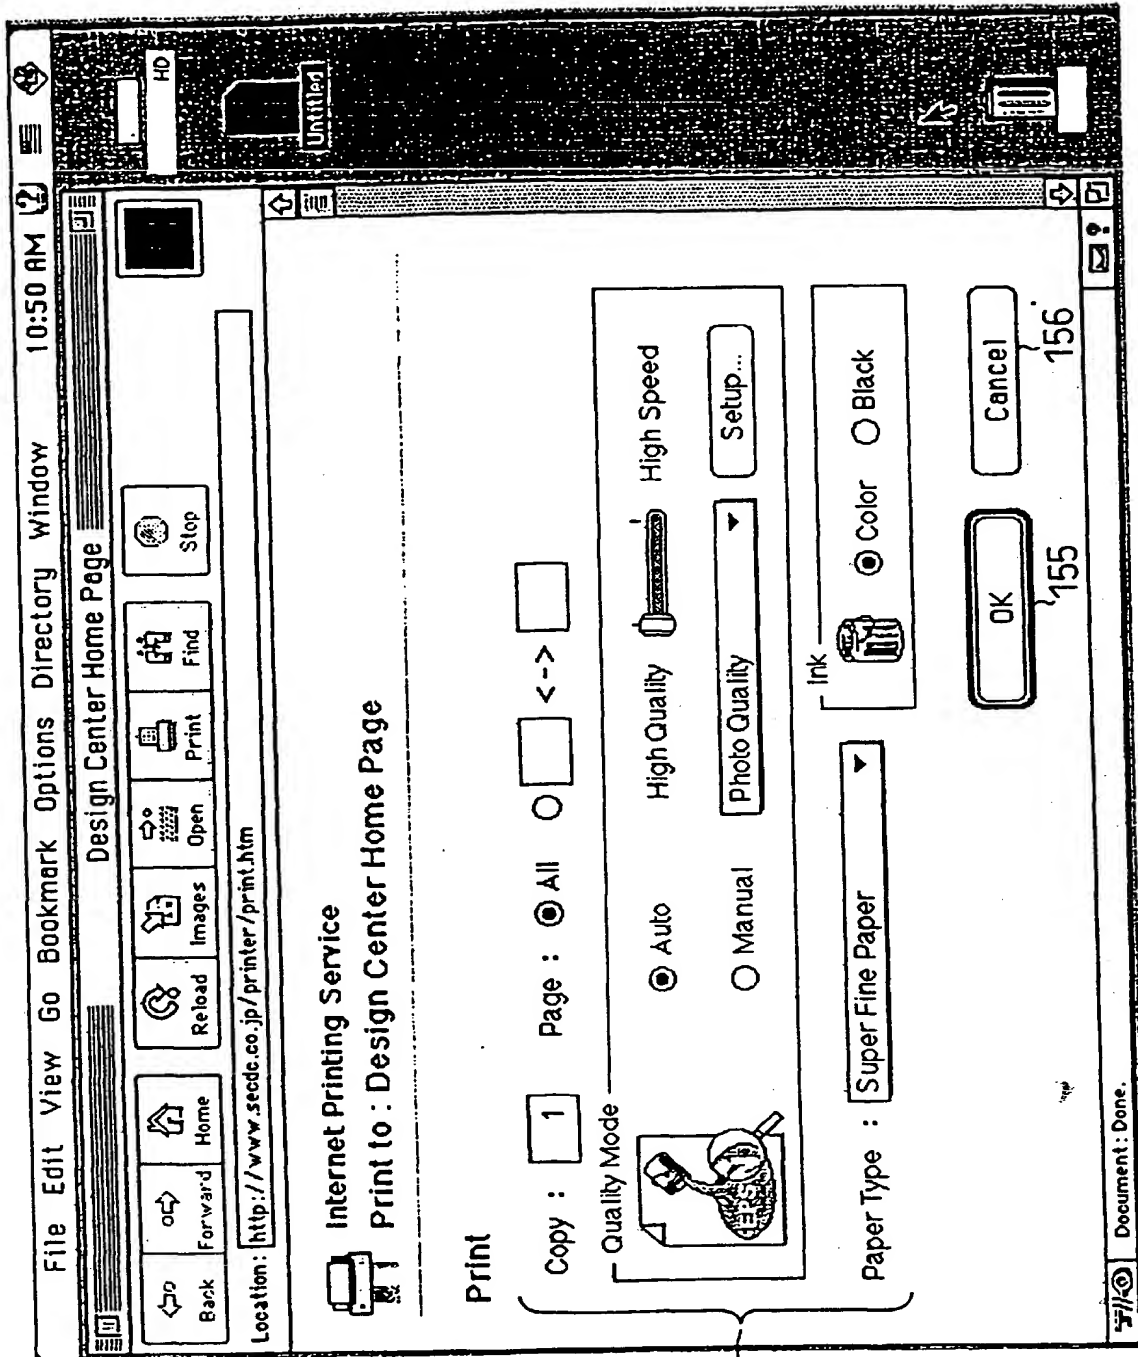 File Edit View Go Bookmark Options Directory Window 10:50 AM
Design Center Home Page
HD
Back Forward Home Reload Images Open Print Find Stop
Untitled
Location: http://www.secdc.co.jp/printer/print.htm
Internet Printing Service
Print to : Design Center Home Page
Print
Copy : 1 Page : All <->
Quality Mode
Auto High Quality High Speed
Manual Photo Quality Setup...
EPS
Paper Type : Super Fine Paper
Ink
Color Black
OK Cancel
155 156
Document : Done.